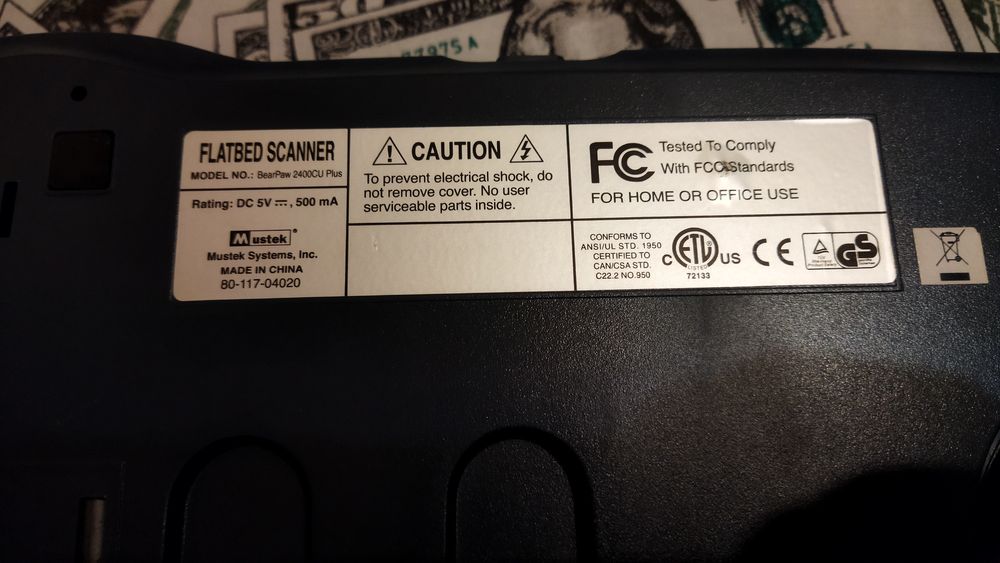 77975 A
FLATBED SCANNER
MODEL NO.: BearPaw 2400CU Plus
Rating: DC 5V ⎓, 500 mA
Mustek
Mustek Systems, Inc.
MADE IN CHINA
80-117-04020
CAUTION
To prevent electrical shock, do
not remove cover. No user
serviceable parts inside.
FC Tested To Comply
With FCC Standards
FOR HOME OR OFFICE USE
CONFORMS TO
ANSI/UL STD. 1950
CERTIFIED TO
CAN/CSA STD.
C22.2 NO.950
C ETL US
LISTED
72133
CE
GS